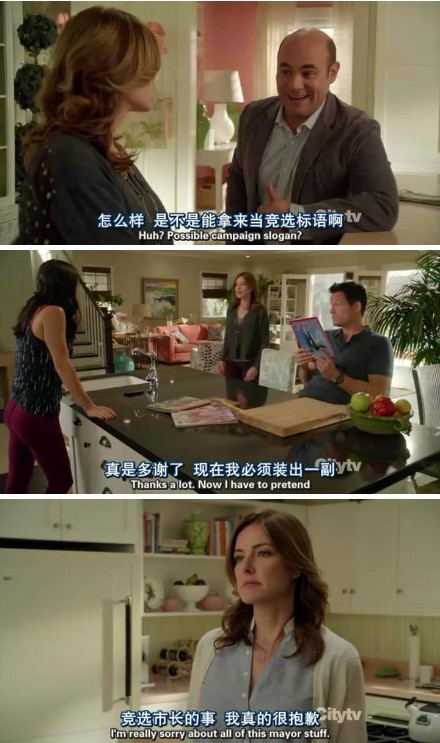 怎么样 是不是能拿来当竞选标语啊
Huh? Possible campaign slogan?
Citytv
真是多谢了 现在我必须装出一副
Thanks a lot. Now I have to pretend
Citytv
竞选市长的事 我真的很抱歉
I'm really sorry about all of this mayor stuff.
Citytv